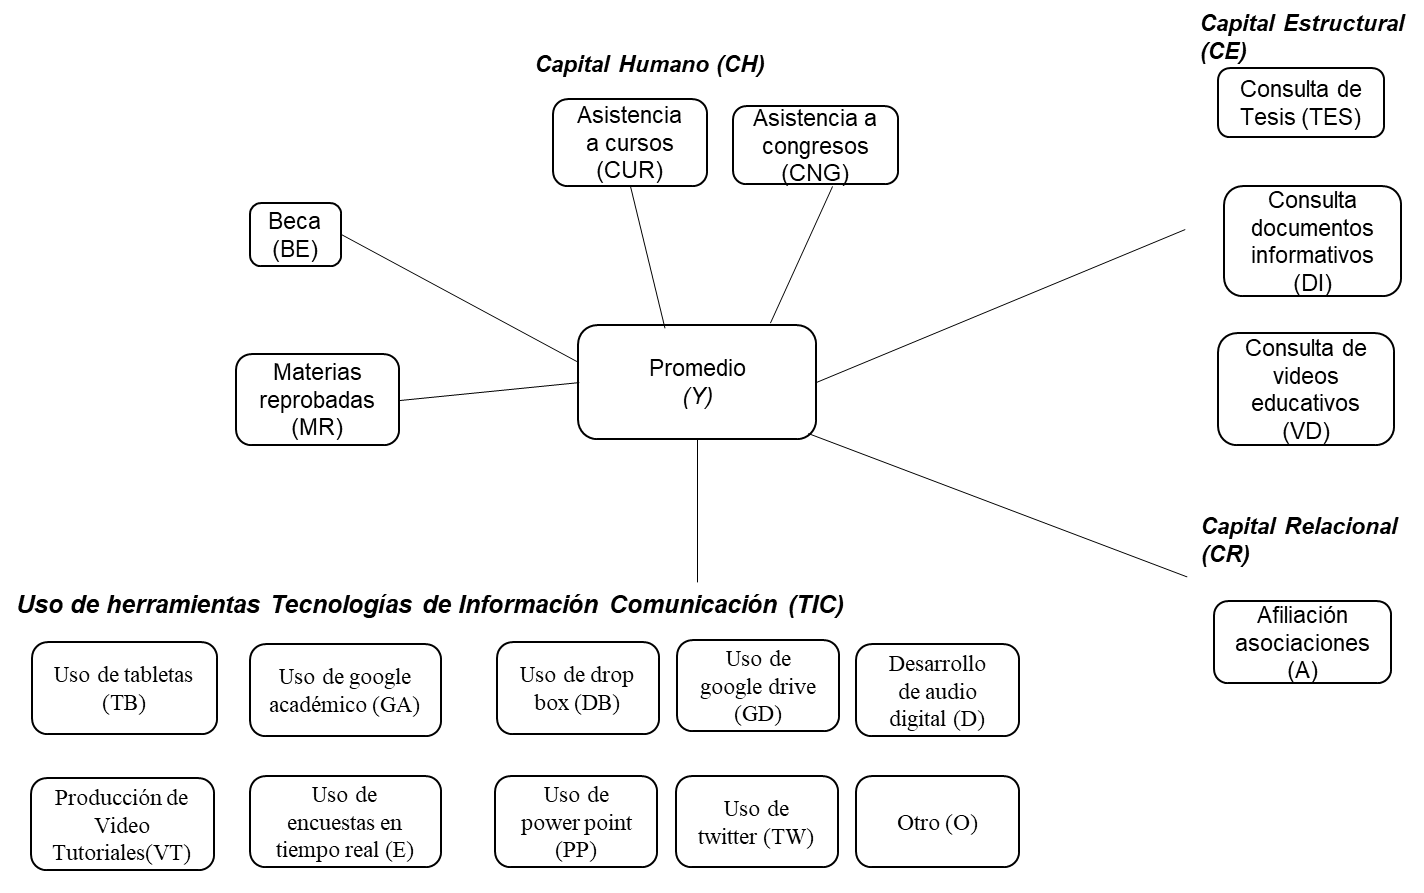 Capital Estructural
(CE)
Capital Humano (CH)
Consulta de
Tesis (TES)
Asistencia
a cursos
(CUR)
Asistencia a
congresos
(CNG)
Consulta
documentos
informativos
(DI)
Beca
(BE)
Consulta de
videos
educativos
(VD)
Promedio
(Y)
Materias
reprobadas
(MR)
Capital Relacional
(CR)
Afiliación
asociaciones
(A)
Uso de herramientas Tecnologías de Información Comunicación (TIC)
Uso de tabletas
(TB)
Uso de google
académico (GA)
Uso de drop
box (DB)
Uso de
google drive
(GD)
Desarrollo
de audio
digital (D)
Producción de
Video
Tutoriales(VT)
Uso de
encuestas en
tiempo real (E)
Uso de
power point
(PP)
Uso de
twitter (TW)
Otro (O)